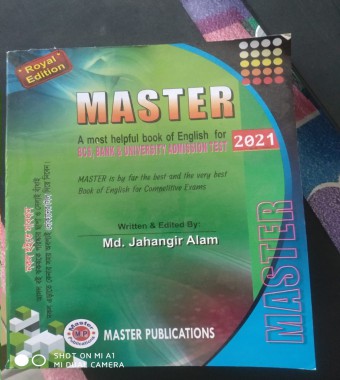 Royal
Edition
MASTER
A most helpful book of English for
BCS, BANK & UNIVERSITY ADMISSION TEST
2021
MASTER is by far the best and the very best
Book of English for Competitive Exams
Written & Edited By:
Md. Jahangir Alam
MASTER
Master
MASTER PUBLICATIONS
SHOT ON MI A1
MI DUAL CAMERA